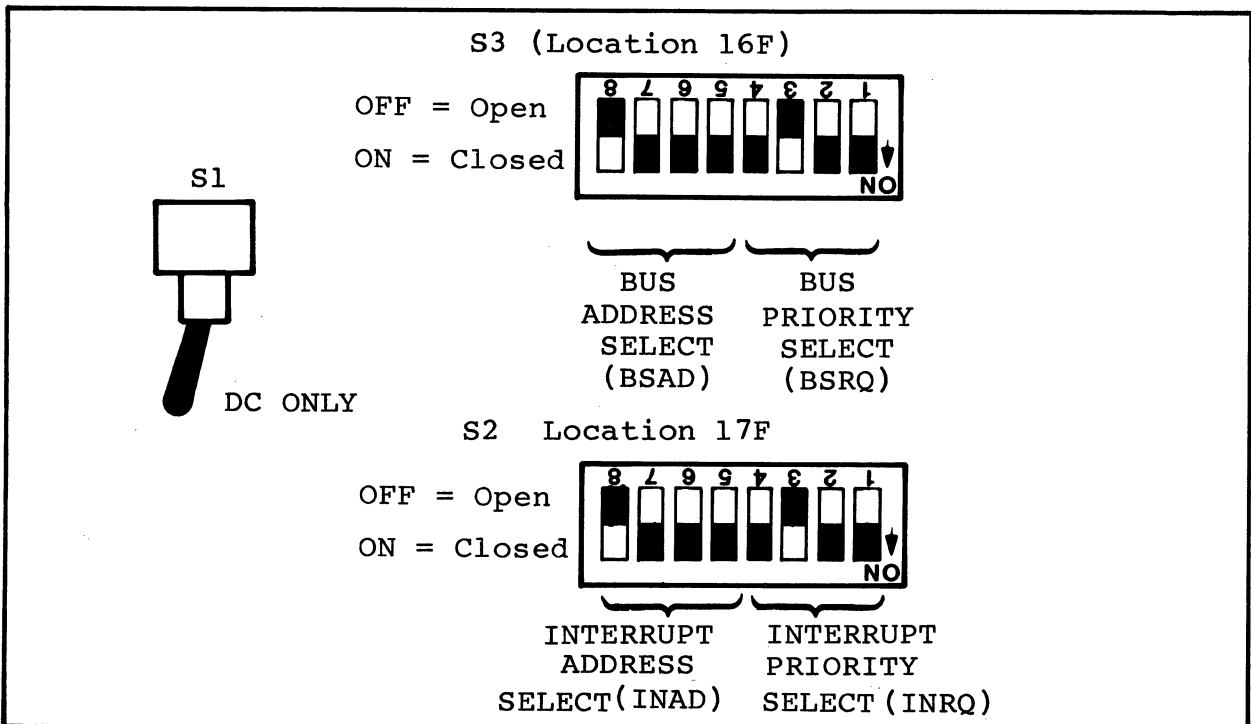 S3 (Location 16F)
8 7 6 5 4 3 2 1
OFF = Open
ON = Closed
ON
S1
BUS ADDRESS SELECT (BSAD)
BUS PRIORITY SELECT (BSRQ)
DC ONLY
S2 Location 17F
8 7 6 5 4 3 2 1
OFF = Open
ON = Closed
ON
INTERRUPT ADDRESS SELECT (INAD)
INTERRUPT PRIORITY SELECT (INRQ)